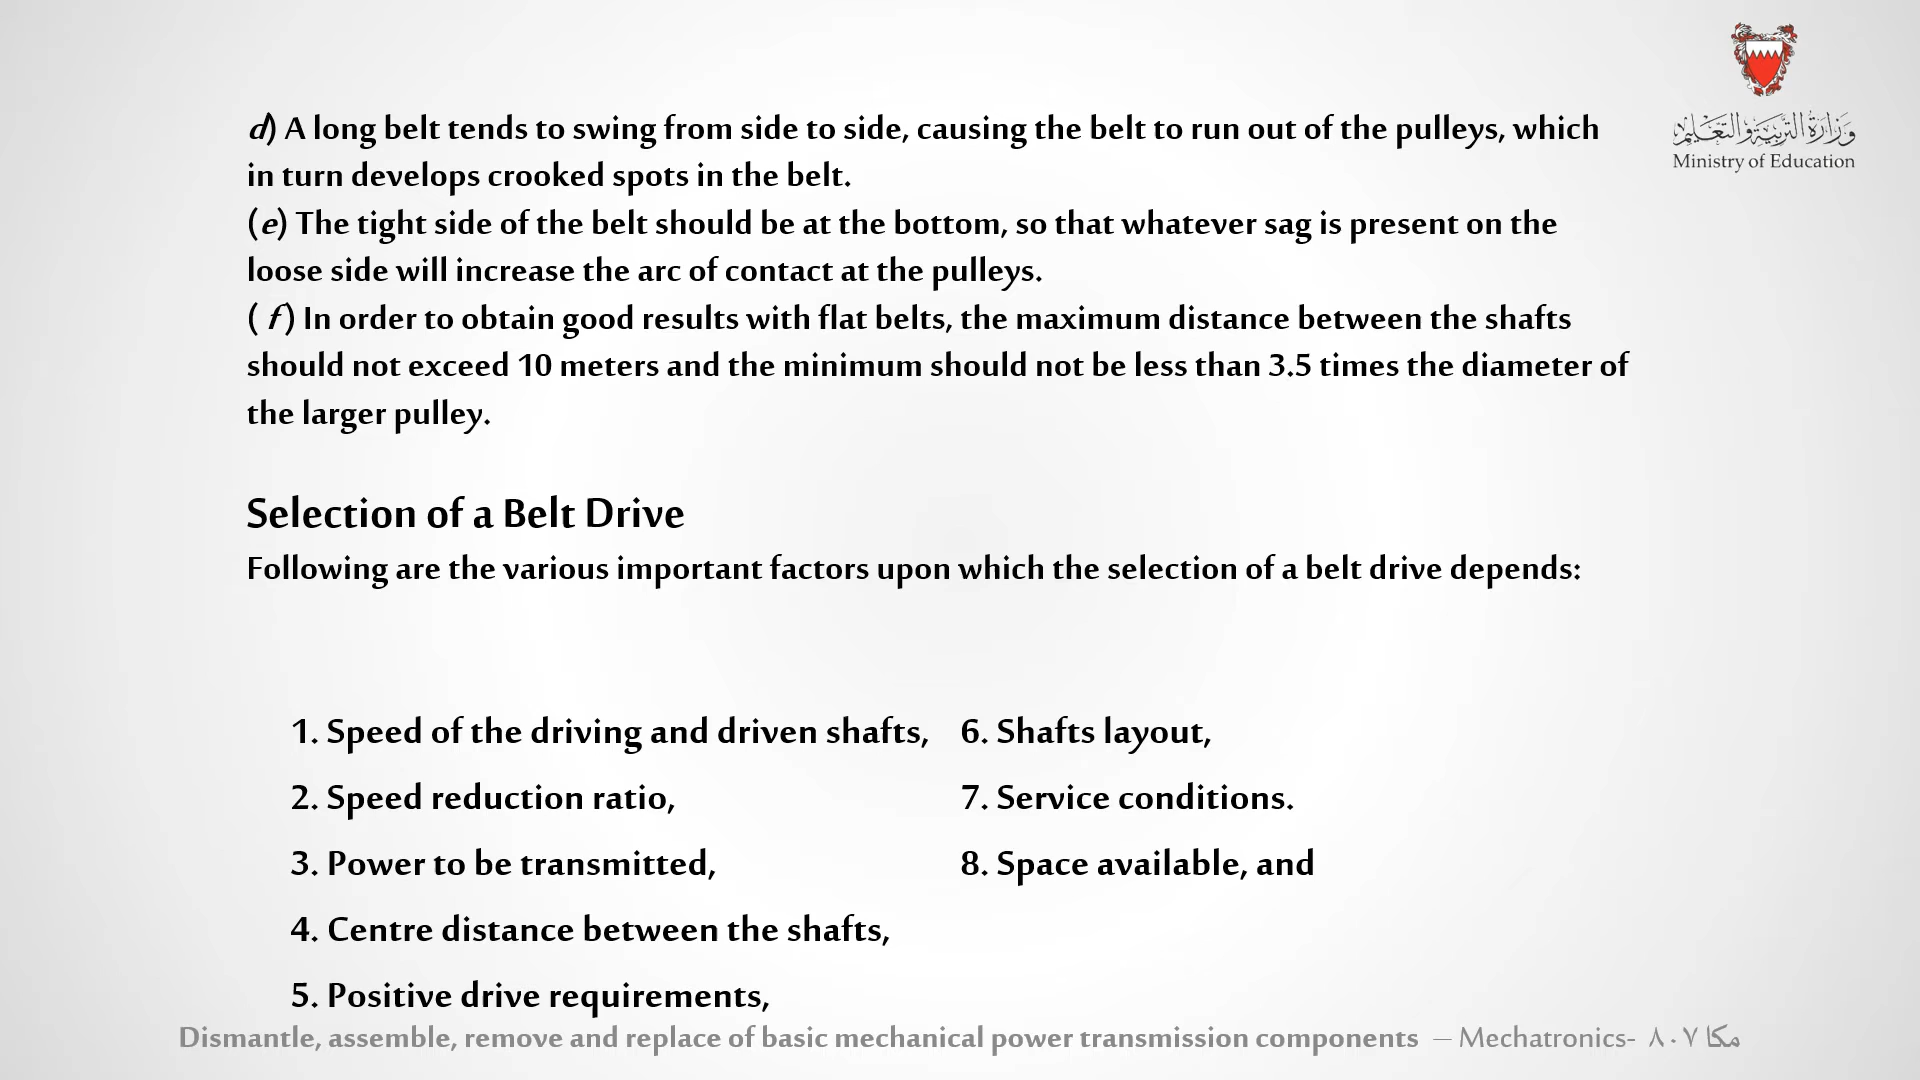 وزارة التربية والتعليم
Ministry of Education
d) A long belt tends to swing from side to side, causing the belt to run out of the pulleys, which
in turn develops crooked spots in the belt.
(e) The tight side of the belt should be at the bottom, so that whatever sag is present on the
loose side will increase the arc of contact at the pulleys.
( f ) In order to obtain good results with flat belts, the maximum distance between the shafts
should not exceed 10 meters and the minimum should not be less than 3.5 times the diameter of
the larger pulley.
Selection of a Belt Drive
Following are the various important factors upon which the selection of a belt drive depends:
1. Speed of the driving and driven shafts,
2. Speed reduction ratio,
3. Power to be transmitted,
4. Centre distance between the shafts,
5. Positive drive requirements,
6. Shafts layout,
7. Service conditions.
8. Space available, and
Dismantle, assemble, remove and replace of basic mechanical power transmission components – Mechatronics- مكا ٨٠٧